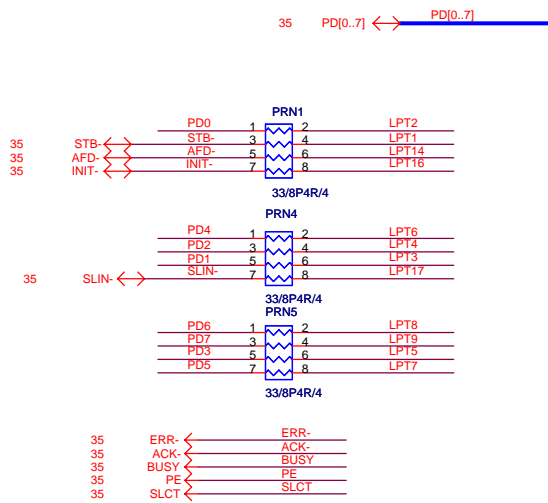 35 PD[0..7] PD[0..7]
PRN1
PD0 1 2 LPT2
35 STB- STB- 3 4 LPT1
35 AFD- AFD- 5 6 LPT14
35 INIT- INIT- 7 8 LPT16
33/8P4R/4
PRN4
PD4 1 2 LPT6
PD2 3 4 LPT4
PD1 5 6 LPT3
35 SLIN- SLIN- 7 8 LPT17
33/8P4R/4
PRN5
PD6 1 2 LPT8
PD7 3 4 LPT9
PD3 5 6 LPT5
PD5 7 8 LPT7
33/8P4R/4
35 ERR- ERR-
35 ACK- ACK-
35 BUSY BUSY
35 PE PE
35 SLCT SLCT